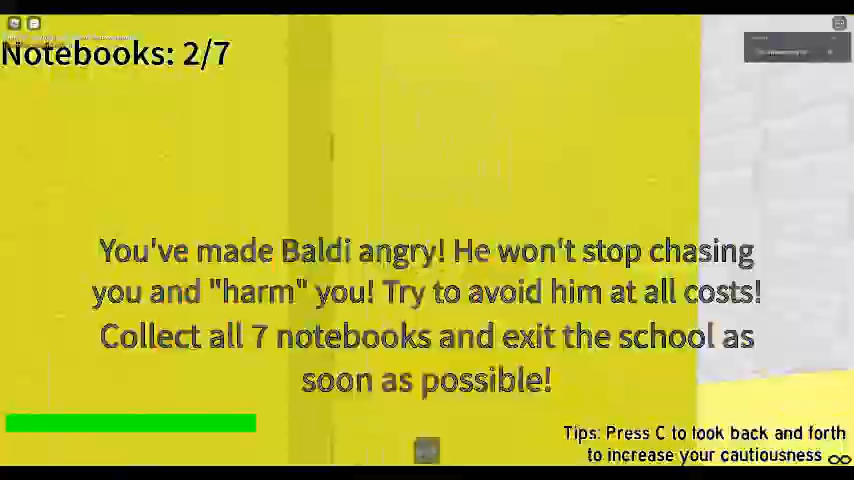 Notebooks: 2/7
You've made Baldi angry! He won't stop chasing
you and "harm" you! Try to avoid him at all costs!
Collect all 7 notebooks and exit the school as
soon as possible!
Tips: Press C to look back and forth
to increase your cautiousness